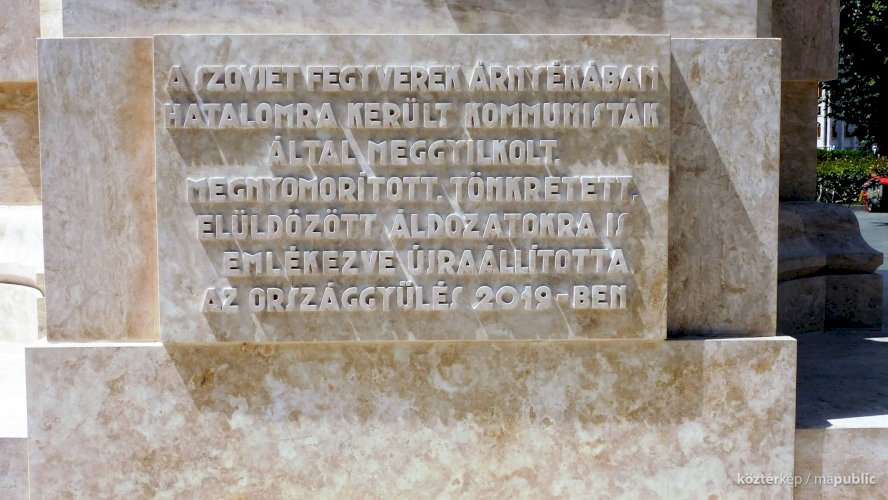 A SZOVJET FEGYVEREK ÁRNYÉKÁBAN
HATALOMRA KERÜLT KOMMUNISTÁK
ÁLTAL MEGGYILKOLT,
MEGNYOMORÍTOTT, TÖNKRETETT,
ELÜLDÖZÖTT ÁLDOZATOKRA IS
EMLÉKEZVE ÚJRAÁLLÍTOTTA
AZ ORSZÁGGYŰLÉS 2019-BEN
köztérkép / mapublic